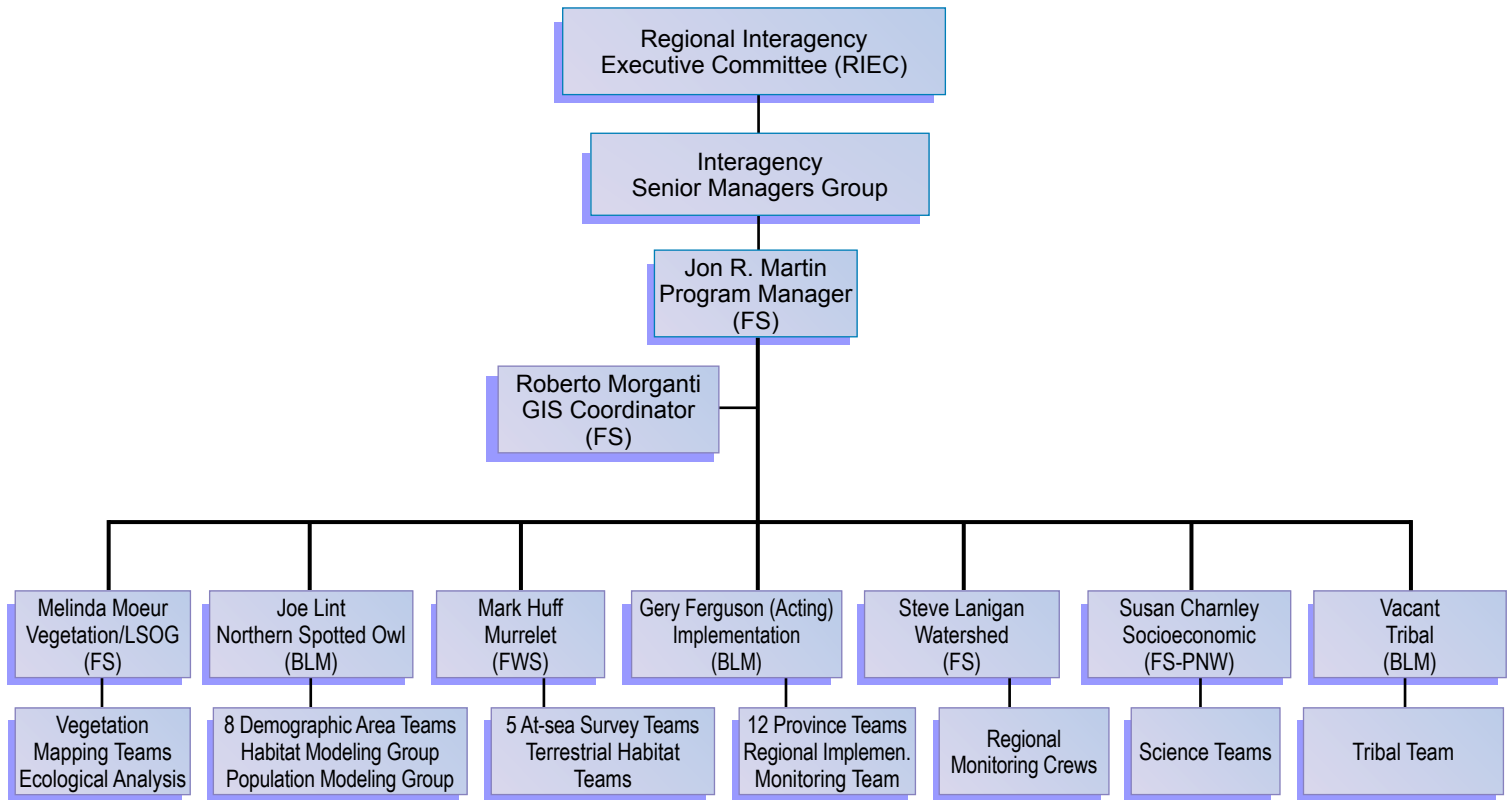 Regional Interagency
Executive Committee (RIEC)
Interagency
Senior Managers Group
Jon R. Martin
Program Manager
(FS)
Roberto Morganti
GIS Coordinator
(FS)
Melinda Moeur
Vegetation/LSOG
(FS)
Joe Lint
Northern Spotted Owl
(BLM)
Mark Huff
Murrelet
(FWS)
Gery Ferguson (Acting)
Implementation
(BLM)
Steve Lanigan
Watershed
(FS)
Susan Charnley
Socioeconomic
(FS-PNW)
Vacant
Tribal
(BLM)
Vegetation
Mapping Teams
Ecological Analysis
8 Demographic Area Teams
Habitat Modeling Group
Population Modeling Group
5 At-sea Survey Teams
Terrestrial Habitat
Teams
12 Province Teams
Regional Implemen.
Monitoring Team
Regional
Monitoring Crews
Science Teams
Tribal Team